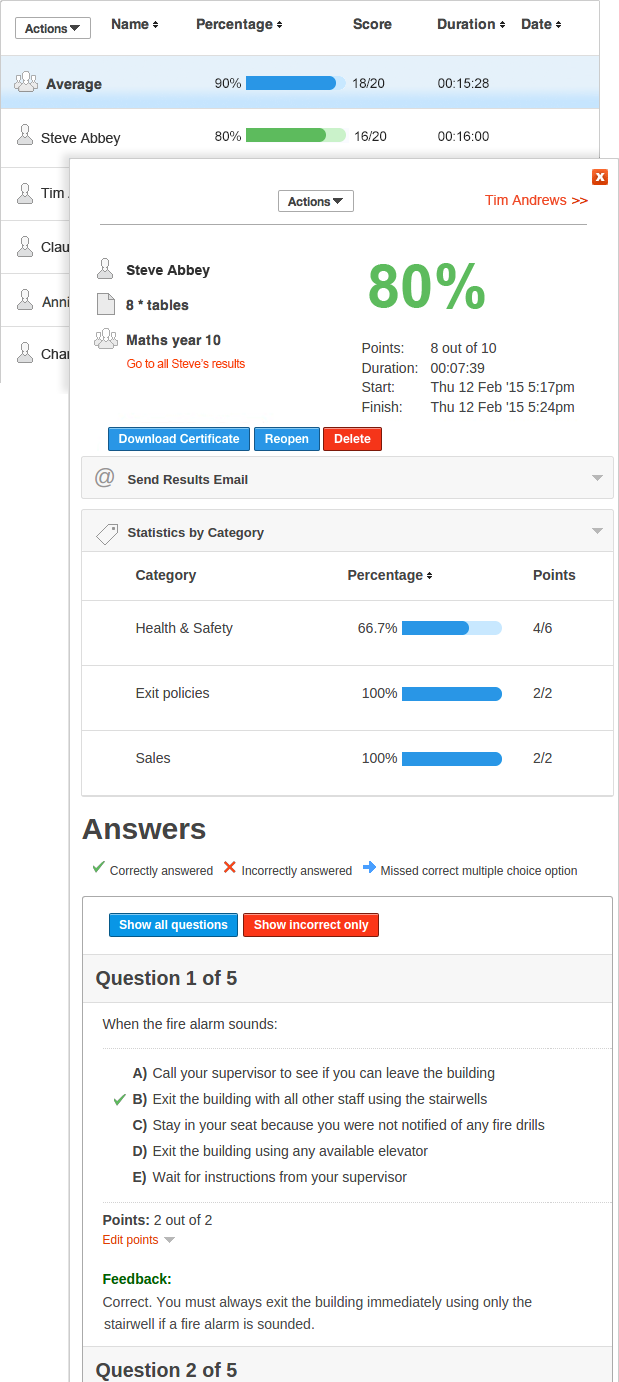 Actions Name Percentage Score Duration Date
Average 90% 18/20 00:15:28
Steve Abbey 80% 16/20 00:16:00
Tim
Clau
Anni
Char
x
Actions Tim Andrews >>
Steve Abbey
8 * tables
Maths year 10
Go to all Steve's results
80%
Points: 8 out of 10
Duration: 00:07:39
Start: Thu 12 Feb '15 5:17pm
Finish: Thu 12 Feb '15 5:24pm
Download Certificate Reopen Delete
@ Send Results Email
Statistics by Category
Category Percentage Points
Health & Safety 66.7% 4/6
Exit policies 100% 2/2
Sales 100% 2/2
Answers
Correctly answered Incorrectly answered Missed correct multiple choice option
Show all questions Show incorrect only
Question 1 of 5
When the fire alarm sounds:
A) Call your supervisor to see if you can leave the building
B) Exit the building with all other staff using the stairwells
C) Stay in your seat because you were not notified of any fire drills
D) Exit the building using any available elevator
E) Wait for instructions from your supervisor
Points: 2 out of 2
Edit points
Feedback:
Correct. You must always exit the building immediately using only the
stairwell if a fire alarm is sounded.
Question 2 of 5